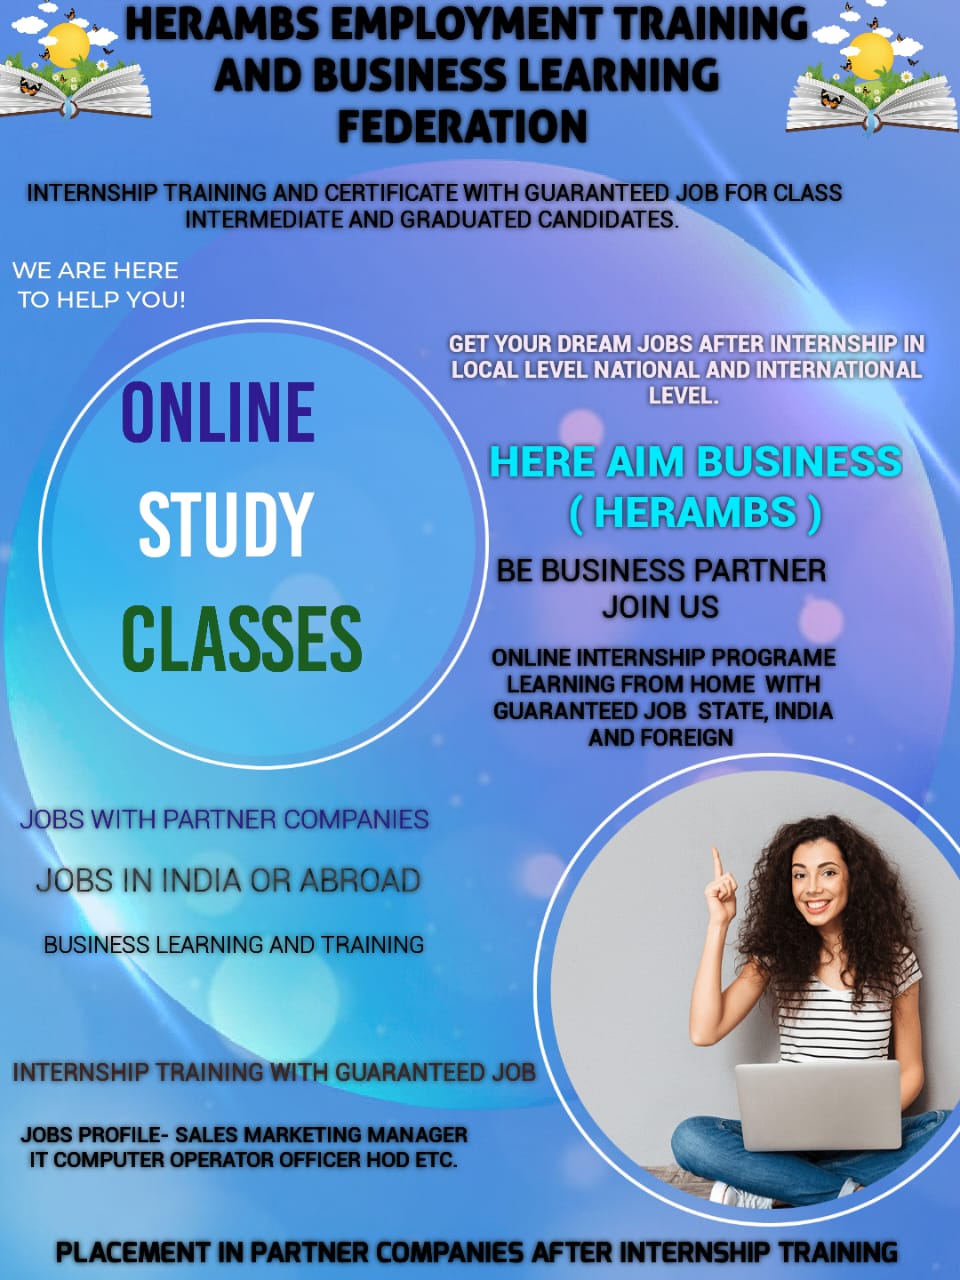 HERAMBS EMPLOYMENT TRAINING
AND BUSINESS LEARNING
FEDERATION
INTERNSHIP TRAINING AND CERTIFICATE WITH GUARANTEED JOB FOR CLASS
INTERMEDIATE AND GRADUATED CANDIDATES.
WE ARE HERE
TO HELP YOU!
ONLINE
STUDY
CLASSES
GET YOUR DREAM JOBS AFTER INTERNSHIP IN
LOCAL LEVEL NATIONAL AND INTERNATIONAL
LEVEL.
HERE AIM BUSINESS
( HERAMBS )
BE BUSINESS PARTNER
JOIN US
ONLINE INTERNSHIP PROGRAME
LEARNING FROM HOME WITH
GUARANTEED JOB STATE, INDIA
AND FOREIGN
JOBS WITH PARTNER COMPANIES
JOBS IN INDIA OR ABROAD
BUSINESS LEARNING AND TRAINING
INTERNSHIP TRAINING WITH GUARANTEED JOB
JOBS PROFILE- SALES MARKETING MANAGER
IT COMPUTER OPERATOR OFFICER HOD ETC.
PLACEMENT IN PARTNER COMPANIES AFTER INTERNSHIP TRAINING